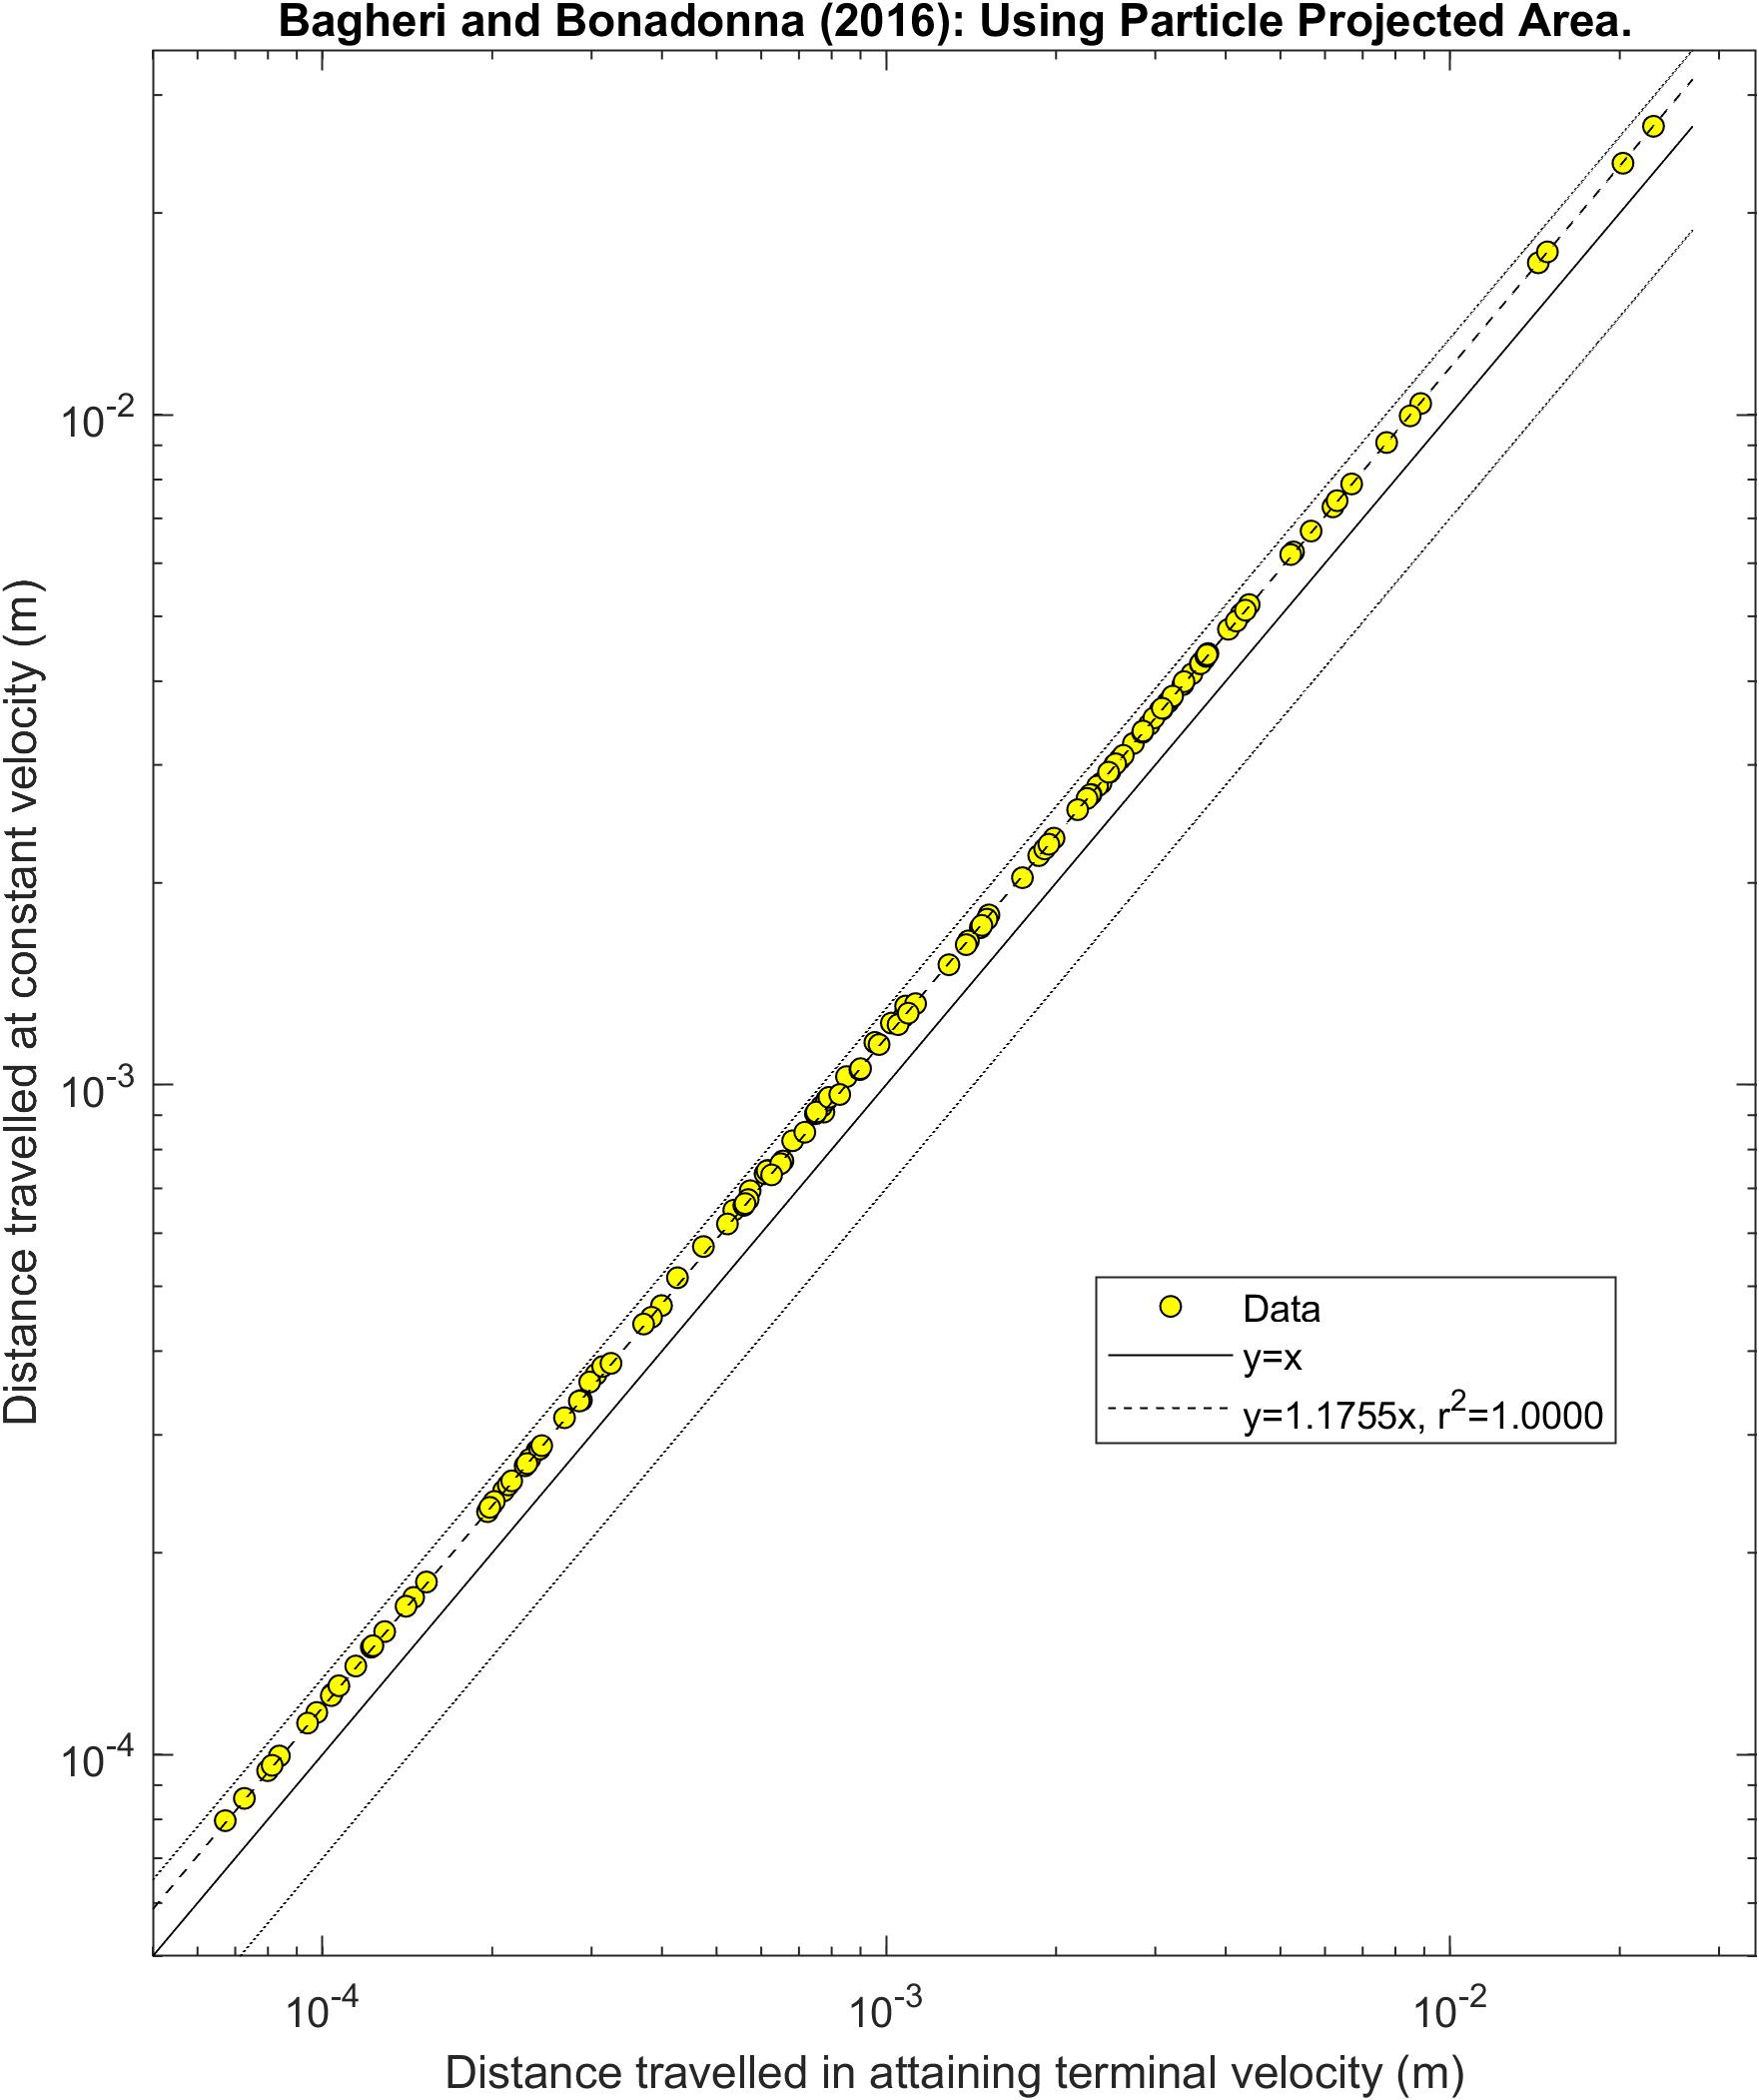 Bagheri and Bonadonna (2016): Using Particle Projected Area.
Distance travelled at constant velocity (m)
10^-2
10^-3
10^-4
Data
y=x
y=1.1755x, r^2=1.0000
10^-4 10^-3 10^-2
Distance travelled in attaining terminal velocity (m)